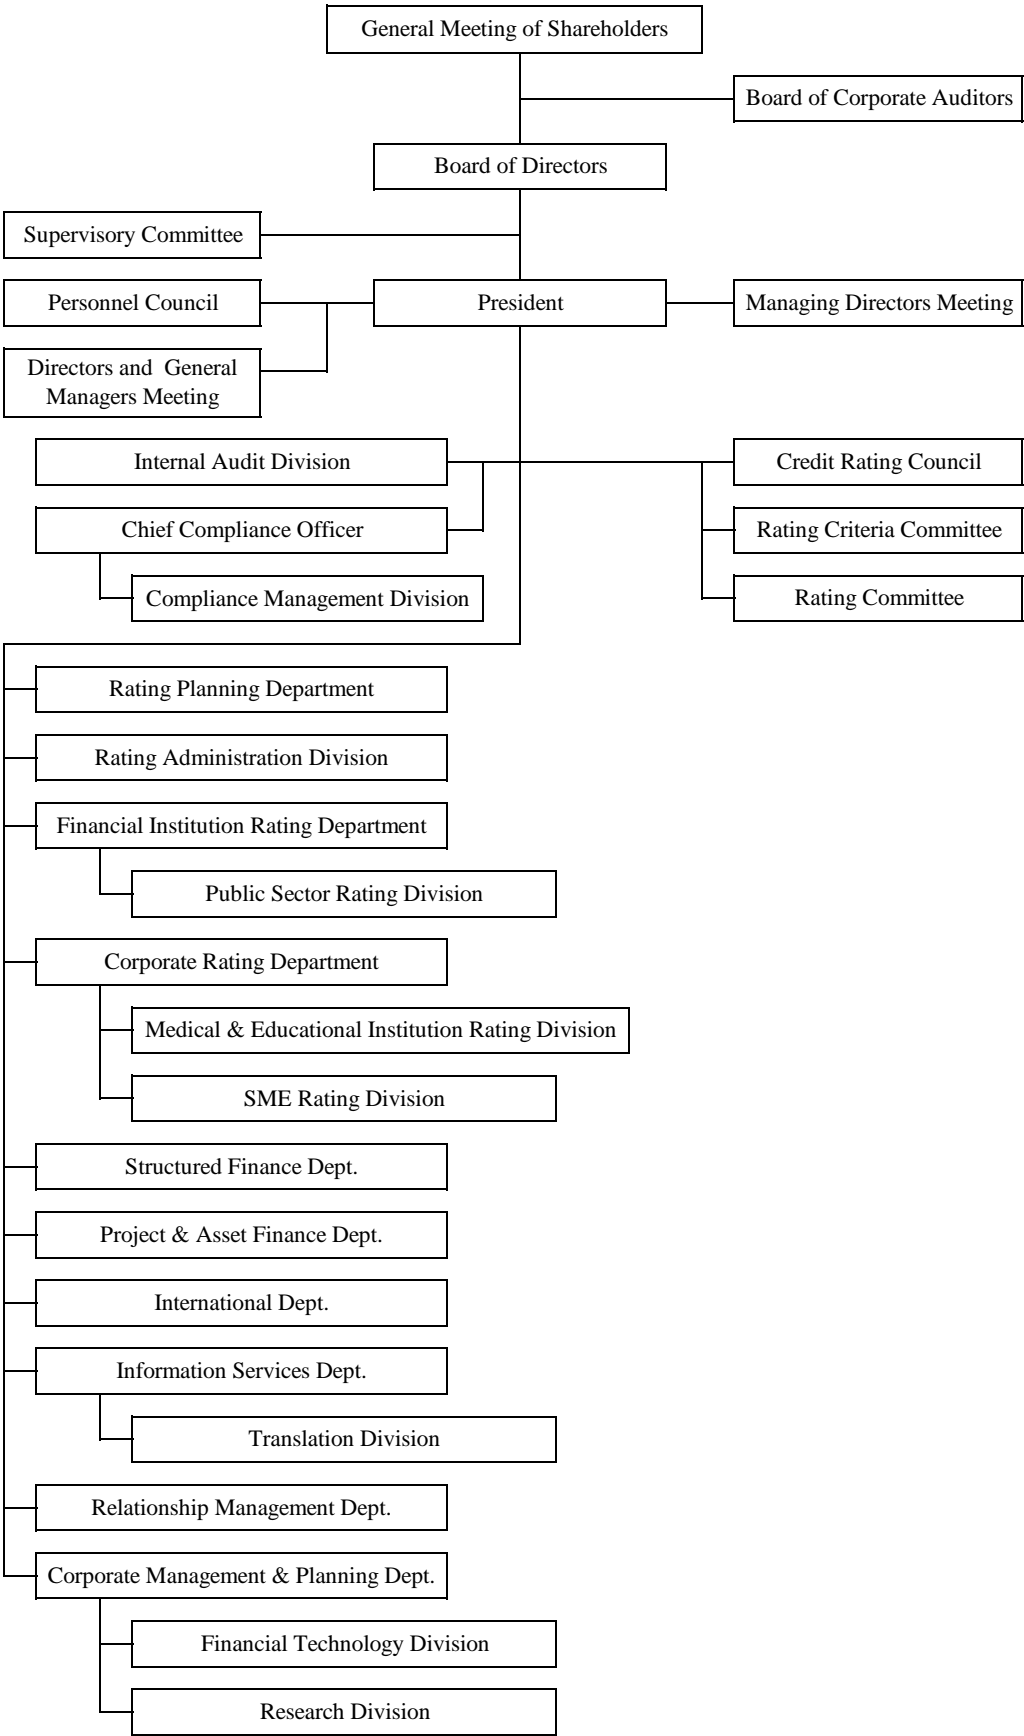 General Meeting of Shareholders
Board of Corporate Auditors
Board of Directors
Supervisory Committee
Personnel Council
President
Managing Directors Meeting
Directors and General
Managers Meeting
Internal Audit Division
Credit Rating Council
Chief Compliance Officer
Rating Criteria Committee
Compliance Management Division
Rating Committee
Rating Planning Department
Rating Administration Division
Financial Institution Rating Department
Public Sector Rating Division
Corporate Rating Department
Medical & Educational Institution Rating Division
SME Rating Division
Structured Finance Dept.
Project & Asset Finance Dept.
International Dept.
Information Services Dept.
Translation Division
Relationship Management Dept.
Corporate Management & Planning Dept.
Financial Technology Division
Research Division